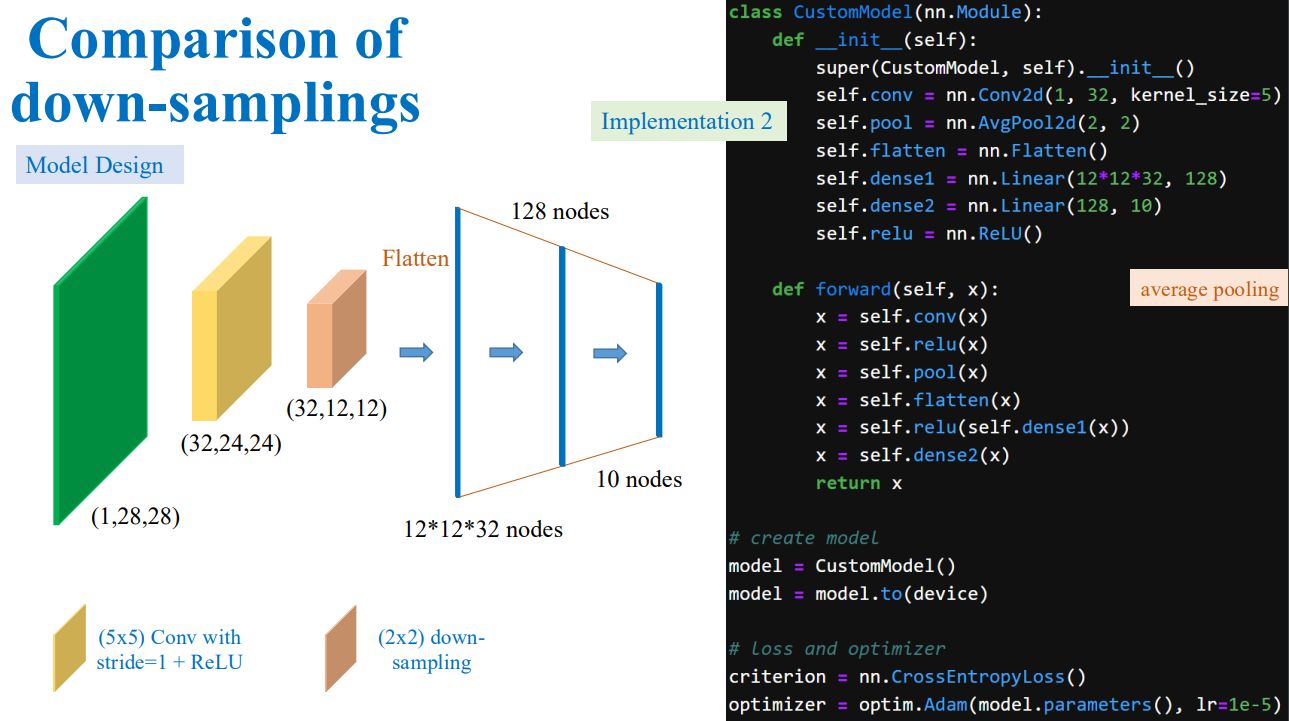 Comparison of
down-samplings
Model Design
128 nodes
Flatten
(32,12,12)
(32,24,24)
10 nodes
(1,28,28)
12*12*32 nodes
(5x5) Conv with
stride=1 + ReLU
(2x2) down-
sampling
Implementation 2
class CustomModel(nn.Module):
    def __init__(self):
        super(CustomModel, self).__init__()
        self.conv = nn.Conv2d(1, 32, kernel_size=5)
        self.pool = nn.AvgPool2d(2, 2)
        self.flatten = nn.Flatten()
        self.dense1 = nn.Linear(12*12*32, 128)
        self.dense2 = nn.Linear(128, 10)
        self.relu = nn.ReLU()
    def forward(self, x):
average pooling
        x = self.conv(x)
        x = self.relu(x)
        x = self.pool(x)
        x = self.flatten(x)
        x = self.relu(self.dense1(x))
        x = self.dense2(x)
        return x
# create model
model = CustomModel()
model = model.to(device)
# loss and optimizer
criterion = nn.CrossEntropyLoss()
optimizer = optim.Adam(model.parameters(), lr=1e-5)